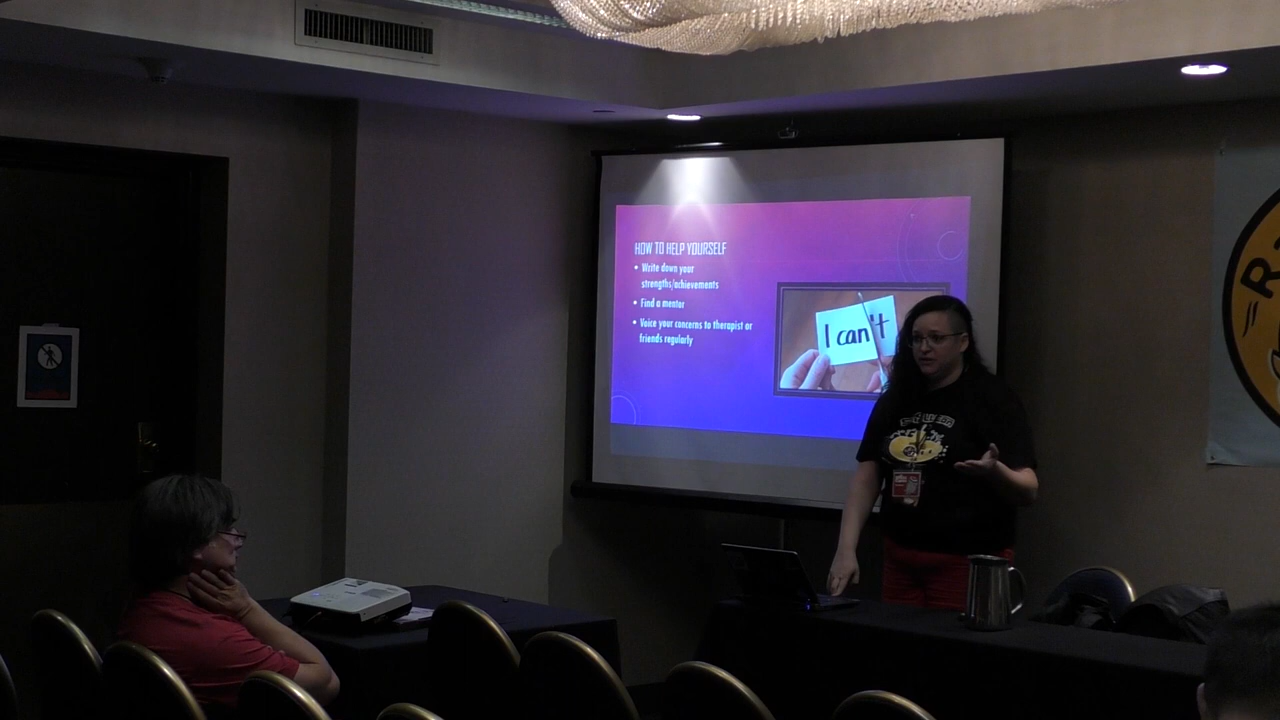 HOW TO HELP YOURSELF
• Write down your
strengths/achievements
• Find a mentor
• Voice your concerns to therapist or
friends regularly
I can't